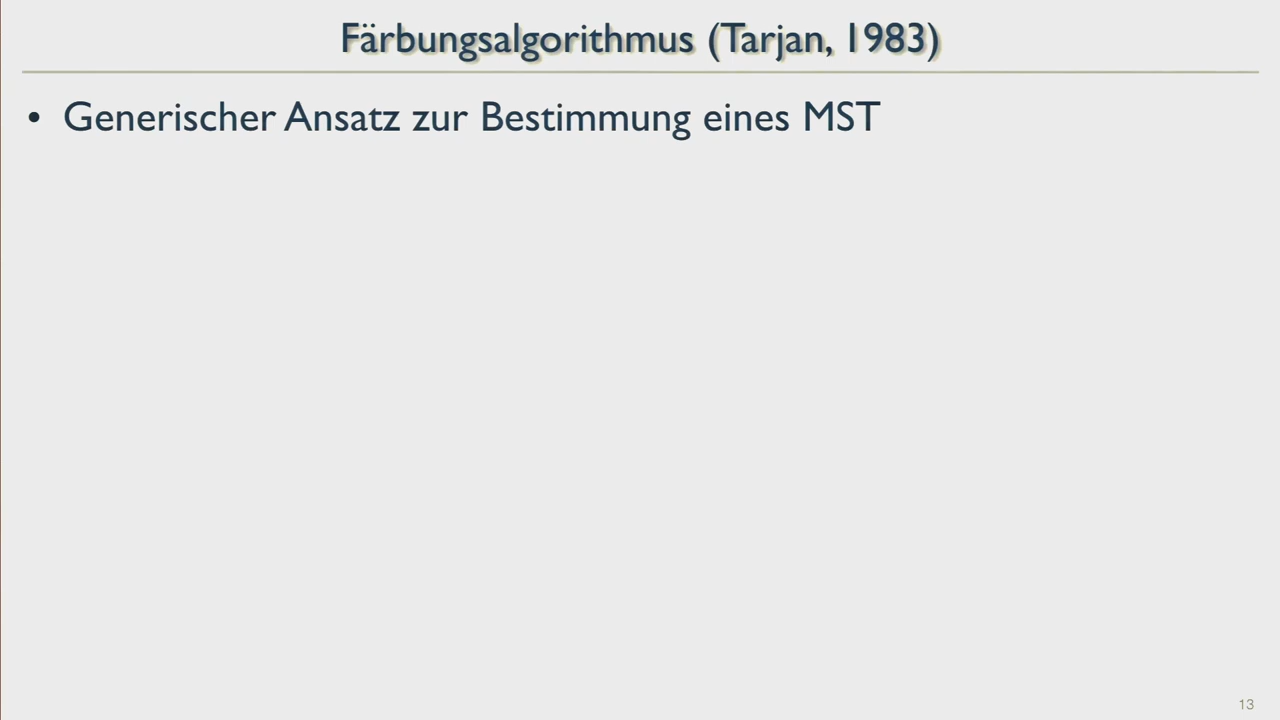 Färbungsalgorithmus (Tarjan, 1983)
• Generischer Ansatz zur Bestimmung eines MST
13